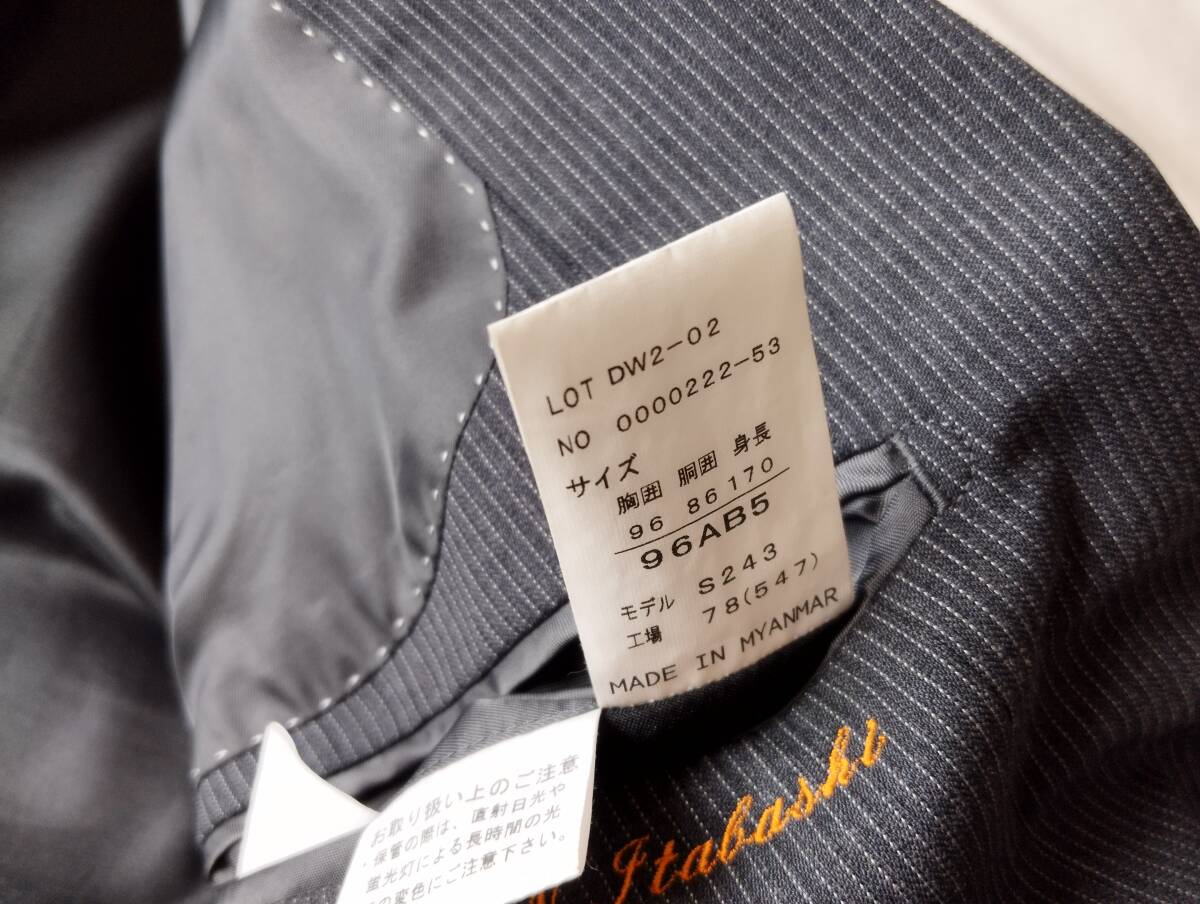 LOT DW2-02
NO 0000222-53
サイズ
胸囲 胴囲 身長
96 86 170
96AB5
モデル S243
工場 78(547)
MADE IN MYANMAR
お取り扱い上のご注意
・保管の際は、直射日光や
蛍光灯による長時間の光
の変色にご注意下さい。
Itabashi